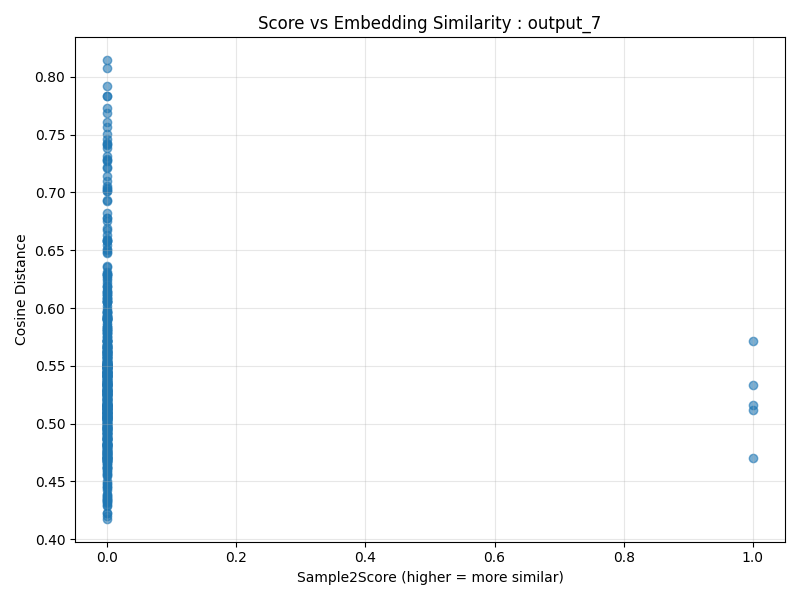 Score vs Embedding Similarity : output_7
Cosine Distance
0.80
0.75
0.70
0.65
0.60
0.55
0.50
0.45
0.40
0.0 0.2 0.4 0.6 0.8 1.0
Sample2Score (higher = more similar)